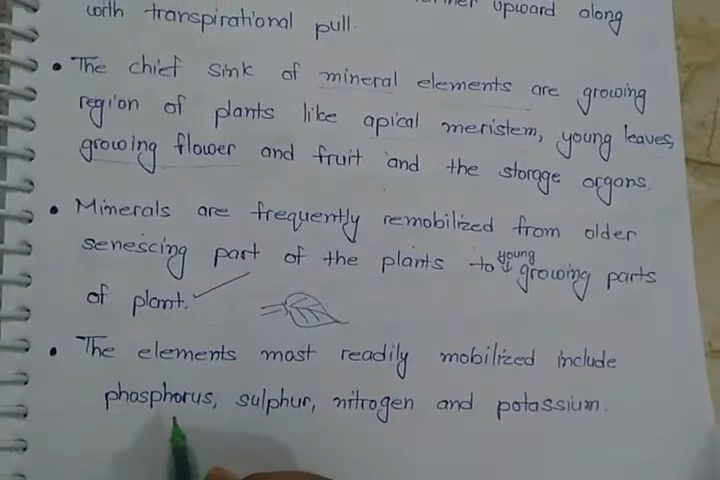 upward along
with transpirational pull.
• The chief sink of mineral elements are growing
region of plants like apical meristem, young leaves,
growing flower and fruit and the storage organs.
• Minerals are frequently remobilized from older
senescing part of the plants to young growing parts
of plant.
• The elements most readily mobilized include
phosphorus, sulphur, nitrogen and potassium.